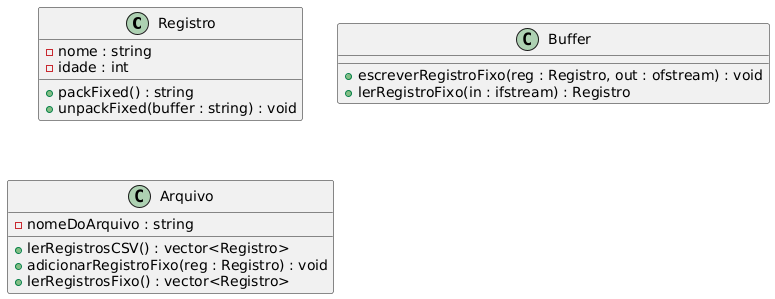 C Registro
nome : string
idade : int
packFixed() : string
unpackFixed(buffer : string) : void
C Buffer
escreverRegistroFixo(reg : Registro, out : ofstream) : void
lerRegistroFixo(in : ifstream) : Registro
C Arquivo
nomeDoArquivo : string
lerRegistrosCSV() : vector<Registro>
adicionarRegistroFixo(reg : Registro) : void
lerRegistrosFixo() : vector<Registro>